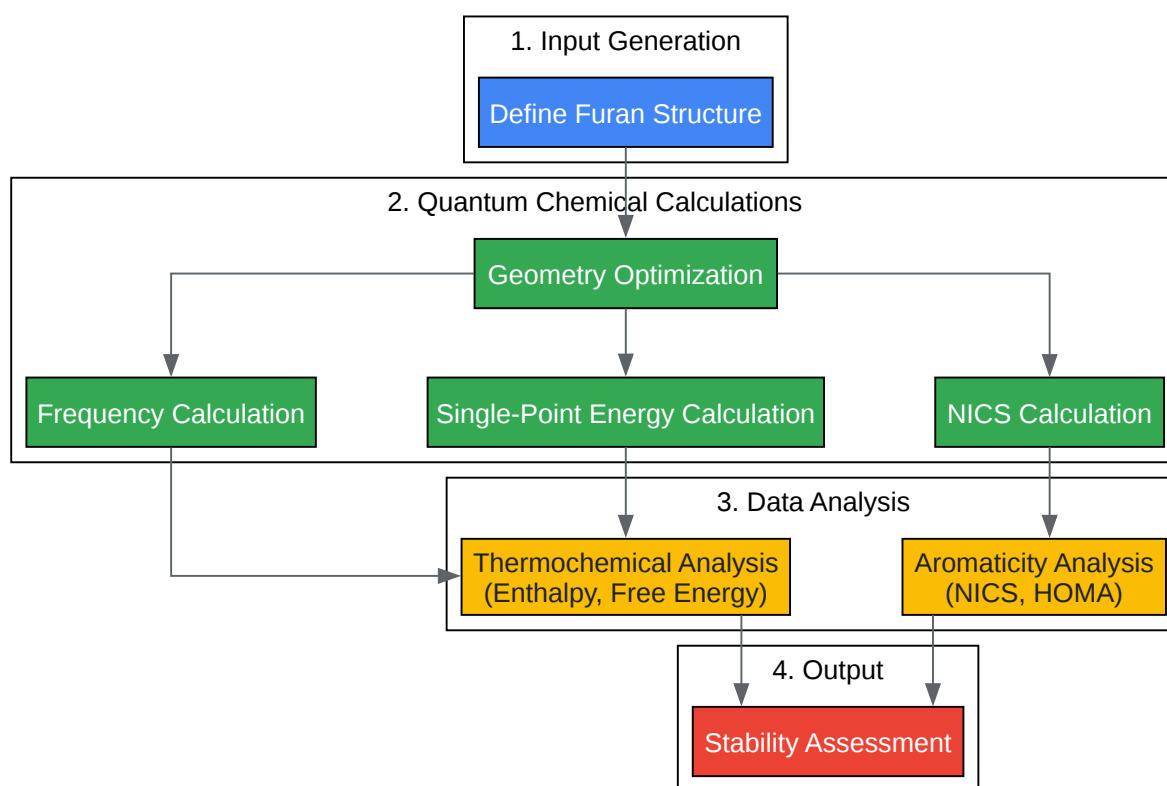 1. Input Generation
Define Furan Structure
2. Quantum Chemical Calculations
Geometry Optimization
Frequency Calculation
Single-Point Energy Calculation
NICS Calculation
3. Data Analysis
Thermochemical Analysis
(Enthalpy, Free Energy)
Aromaticity Analysis
(NICS, HOMA)
4. Output
Stability Assessment